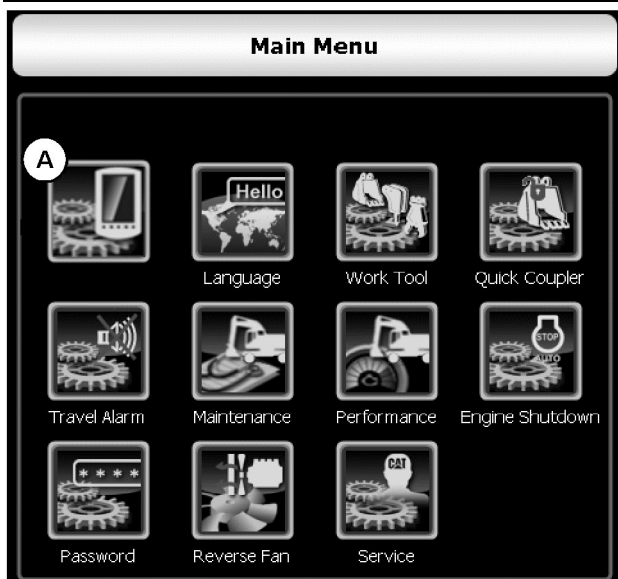 Main Menu
A
Hello
Language
Work Tool
Quick Coupler
STOP
AUTO
Travel Alarm
Maintenance
Performance
Engine Shutdown
* * * *
CAT
Password
Reverse Fan
Service